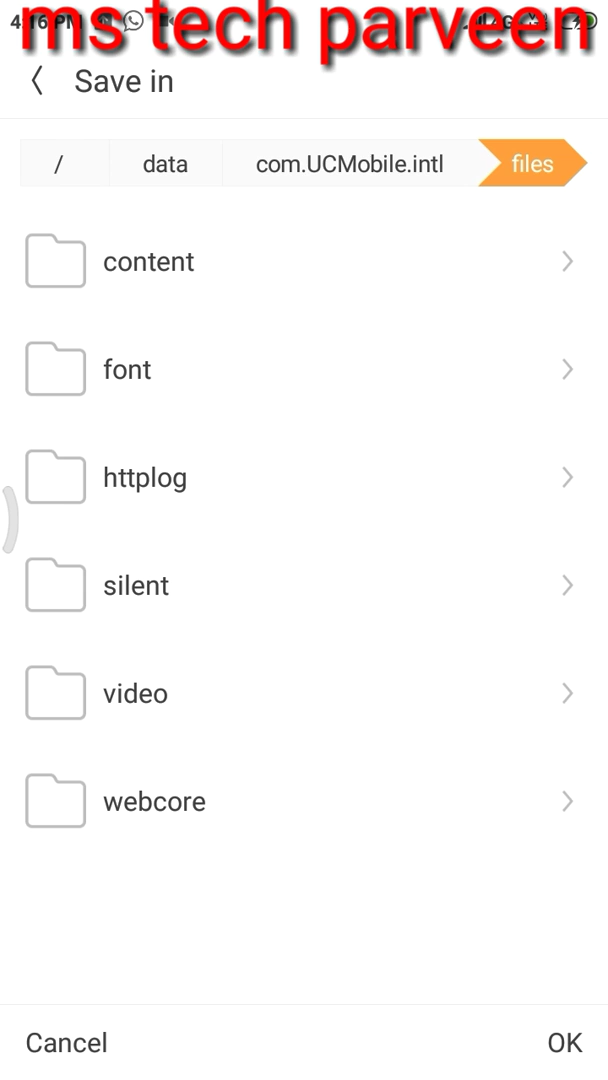 ms tech parveen
Save in
/ data com.UCMobile.intl files
content
font
httplog
silent
video
webcore
Cancel OK